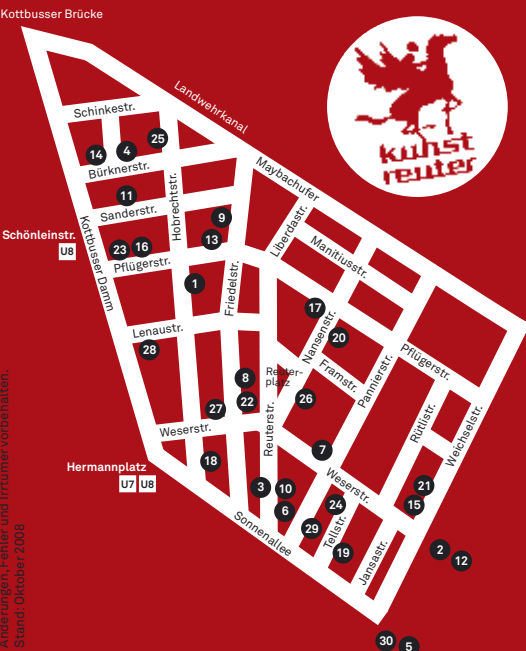 Kottbusser Brücke
Landwehrkanal
Schinkestr.
25
14
4
Bürknerstr.
Maybachufer
kunst
reuter
11
Sanderstr.
Hobrechtstr.
9
13
Liberdastr.
Schönleinstr.
U8
Kottbusser Damm
23
16
Pflügerstr.
Manitiusstr.
1
Friedelstr.
17
Nansenstr.
20
Lenaustr.
28
Pflügerstr.
Framstr.
Pannierstr.
8
Reuter-
platz
22
26
27
Rütlistr.
Weichselstr.
Weserstr.
Reuterstr.
7
Hermannplatz
U7
U8
18
3
10
6
Weserstr.
24
21
15
Sonnenallee
29
Tellstr.
19
Jansastr.
2
12
30
5
Änderungen, Fehler und Irrtümer vorbehalten.
Stand: Oktober 2008